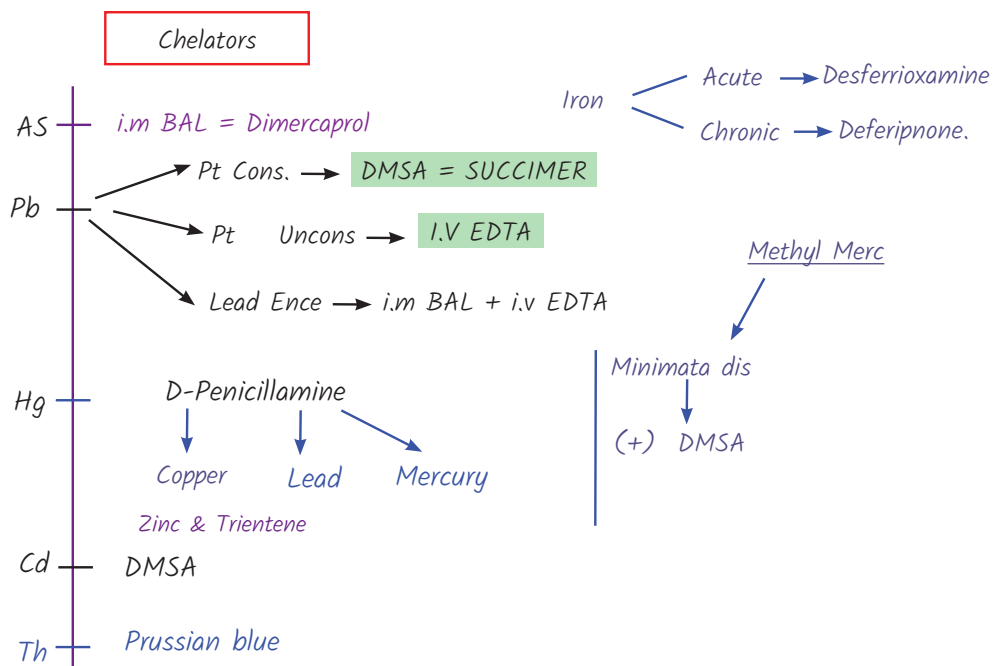 Chelators
Iron
Acute
Desferrioxamine
Chronic
Deferipnone.
AS
i.m BAL = Dimercaprol
Pb
Pt Cons.
DMSA = SUCCIMER
Pt Uncons
I.V EDTA
Lead Ence
i.m BAL + i.v EDTA
Methyl Merc
Minimata dis
(+) DMSA
Hg
D-Penicillamine
Copper
Lead
Mercury
Zinc & Trientene
Cd
DMSA
Th
Prussian blue